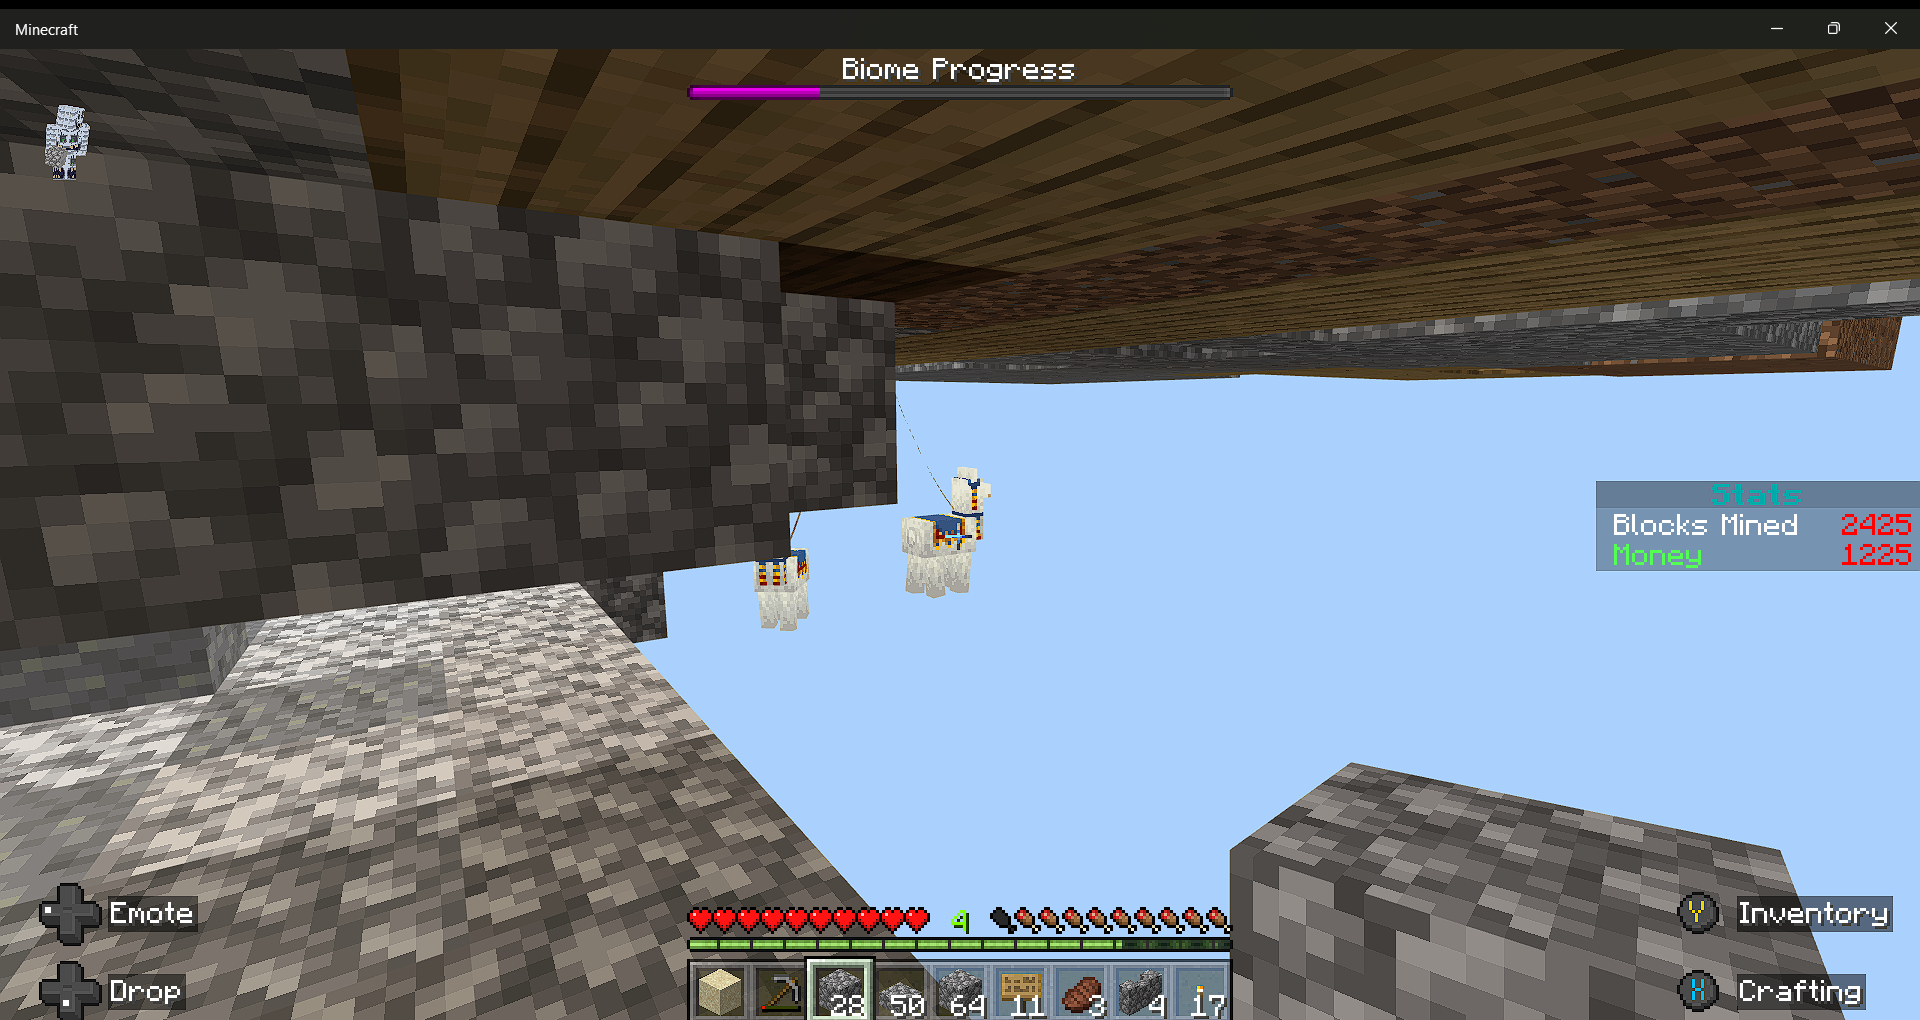 Minecraft
Biome Progress
Stats
Blocks Mined 2425
Money 1225
Emote
Drop
Y Inventory
X Crafting
4
28 50 64 11 3 4 17